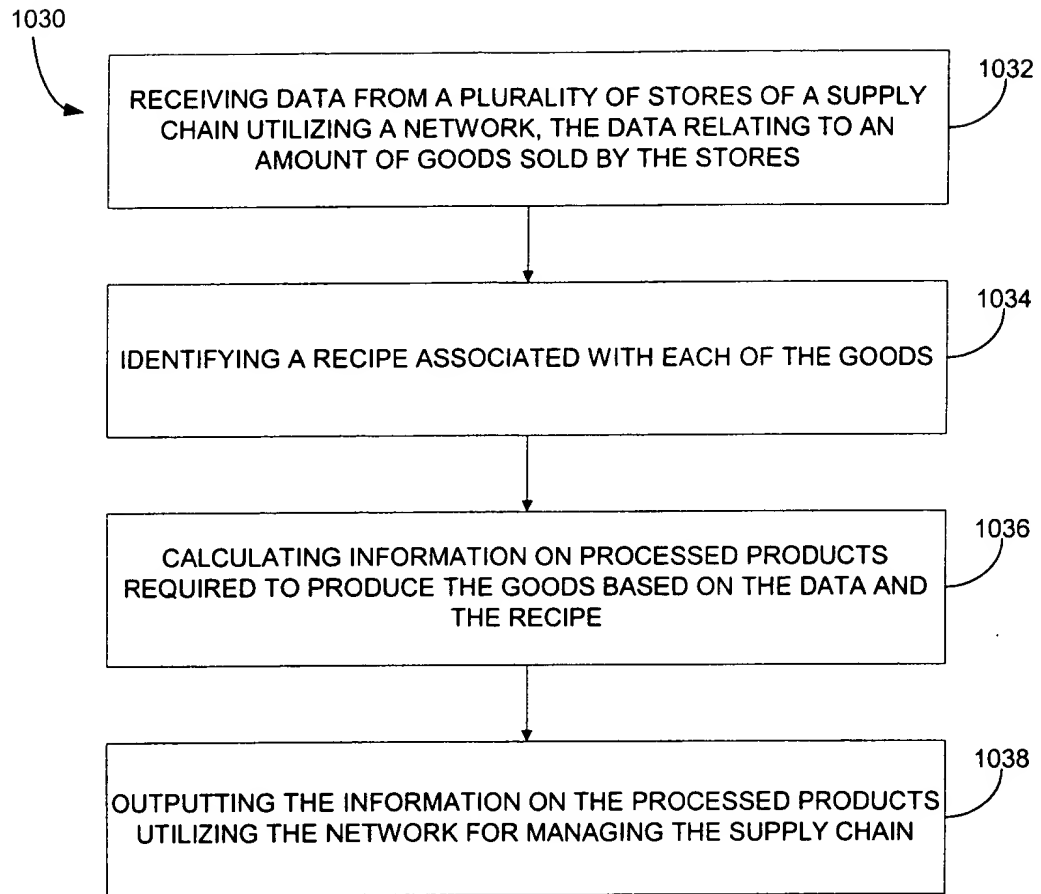 1030
1032
RECEIVING DATA FROM A PLURALITY OF STORES OF A SUPPLY
CHAIN UTILIZING A NETWORK, THE DATA RELATING TO AN
AMOUNT OF GOODS SOLD BY THE STORES
1034
IDENTIFYING A RECIPE ASSOCIATED WITH EACH OF THE GOODS
1036
CALCULATING INFORMATION ON PROCESSED PRODUCTS
REQUIRED TO PRODUCE THE GOODS BASED ON THE DATA AND
THE RECIPE
1038
OUTPUTTING THE INFORMATION ON THE PROCESSED PRODUCTS
UTILIZING THE NETWORK FOR MANAGING THE SUPPLY CHAIN